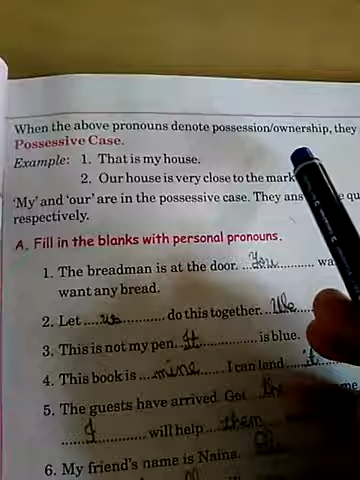 When the above pronouns denote possession/ownership, they
Possessive Case.
Example: 1. That is my house.
2. Our house is very close to the mark
'My' and 'our' are in the possessive case. They ans qu
respectively.
A. Fill in the blanks with personal pronouns.
1. The breadman is at the door. ...You............ wa
want any bread.
2. Let ....us............ do this together. ..We....
3. This is not my pen. ..It............... is blue.
4. This book is ....mine...... I can lend .....it....
5. The guests have arrived. Get
......I............. will help ...them....
6. My friend's name is Naina.